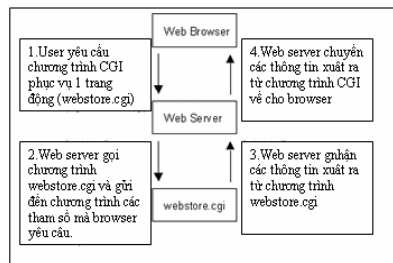 Web Browser
1.User yêu cầu
chương trình CGI
phục vụ 1 trang
động (webstore.cgi)
4.Web server chuyển
các thông tin xuất ra
từ chương trình CGI
về cho browser
Web Server
2.Web server gọi
chương trình
webstore.cgi và gửi
đến chương trình các
tham số mà browser
yêu cầu.
3.Web server gnhận
các thông tin xuất ra
từ chương trình
webstore.cgi
webstore.cgi